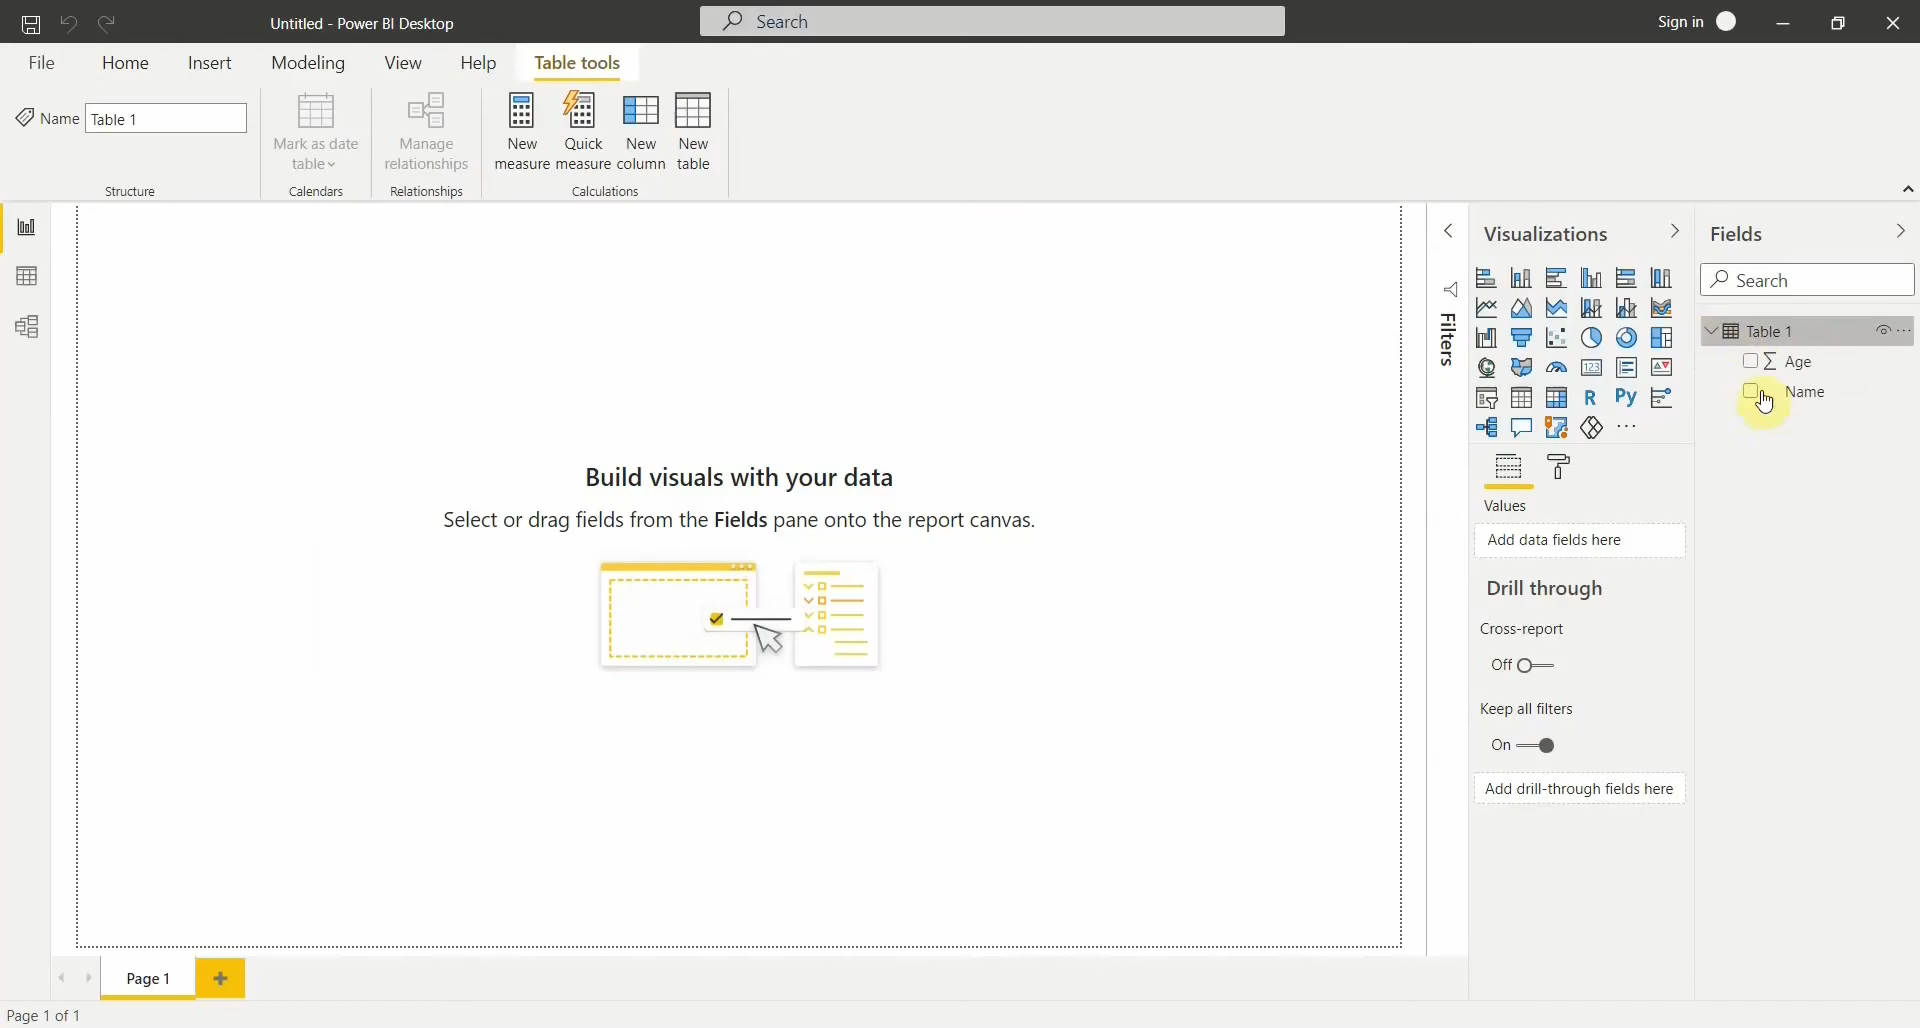 Untitled - Power BI Desktop
Search
Sign in
File Home Insert Modeling View Help Table tools
Name Table 1
Mark as date table
Manage relationships
New measure
Quick measure
New column
New table
Structure
Calendars
Relationships
Calculations
Visualizations
Fields
Search
Filters
Table 1
Age
Name
123
R
Py
Build visuals with your data
Select or drag fields from the Fields pane onto the report canvas.
Values
Add data fields here
Drill through
Cross-report
Off
Keep all filters
On
Add drill-through fields here
Page 1
Page 1 of 1